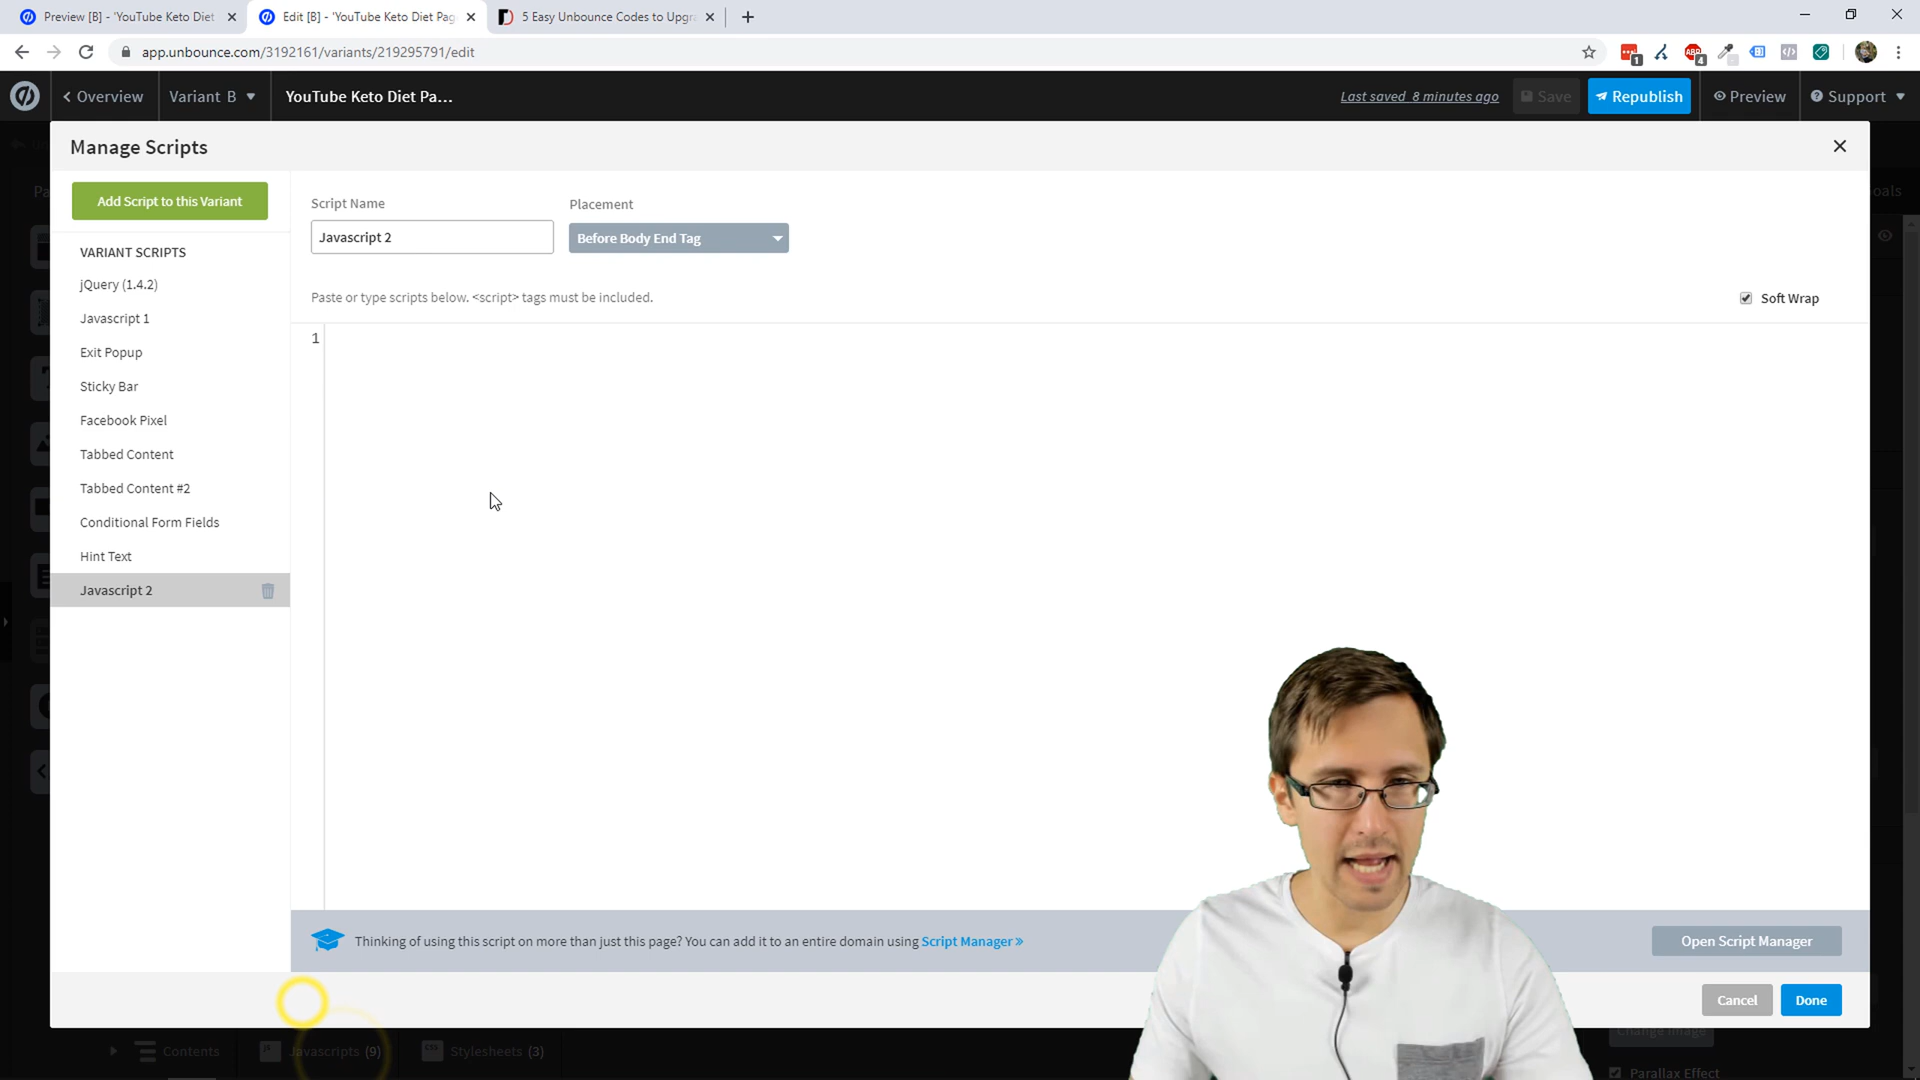 Preview [B] - 'YouTube Keto Diet
Edit [B] - 'YouTube Keto Diet Pag
5 Easy Unbounce Codes to Upgr
app.unbounce.com/3192161/variants/219295791/edit
1
4
Overview
Variant B
YouTube Keto Diet Pa...
Last saved 8 minutes ago
Save
Republish
Preview
Support
Manage Scripts
Add Script to this Variant
Script Name
Placement
Javascript 2
Before Body End Tag
VARIANT SCRIPTS
jQuery (1.4.2)
Javascript 1
Exit Popup
Sticky Bar
Facebook Pixel
Tabbed Content
Tabbed Content #2
Conditional Form Fields
Hint Text
Javascript 2
Paste or type scripts below. <script> tags must be included.
Soft Wrap
1
Thinking of using this script on more than just this page? You can add it to an entire domain using Script Manager »
Open Script Manager
Cancel
Done
Contents
Javascripts (9)
Stylesheets (3)
Change Image
Parallax Effect